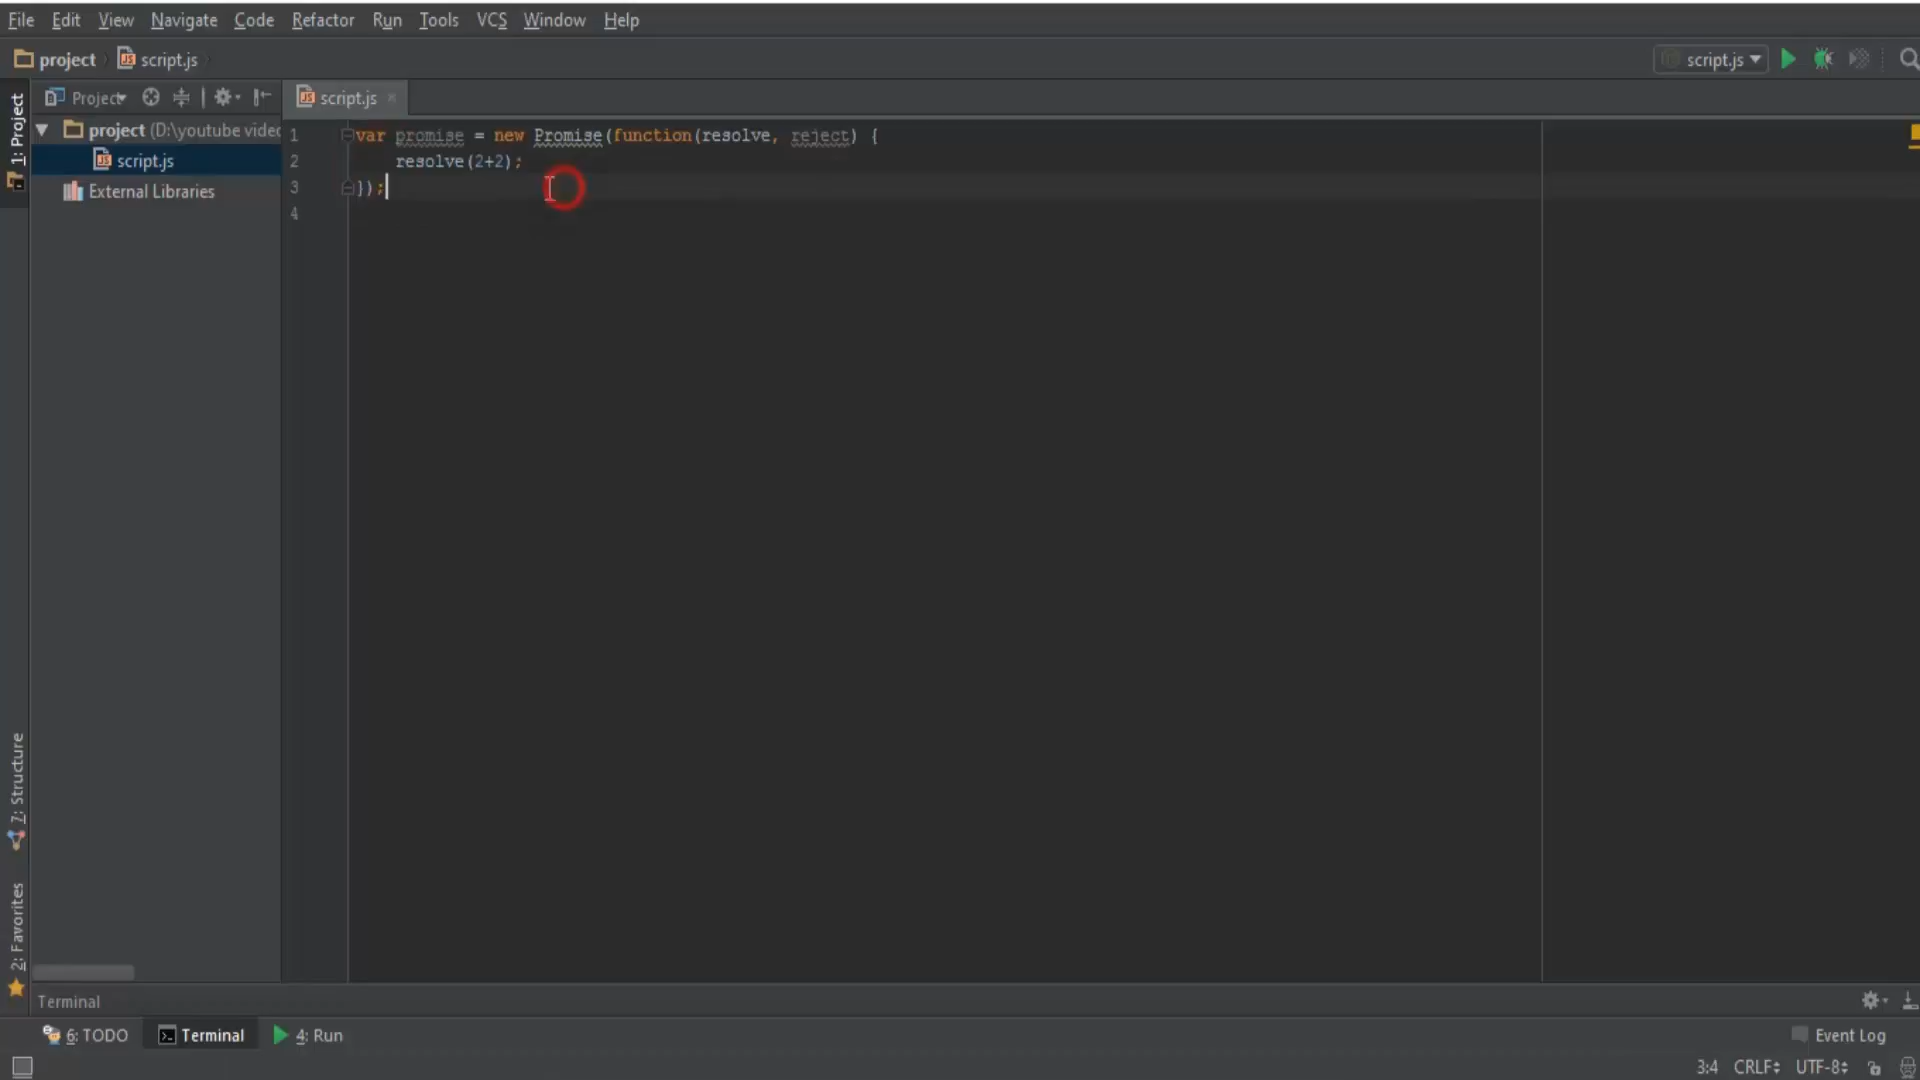 File Edit View Navigate Code Refactor Run Tools VCS Window Help
project script.js script.js
1: Project Project script.js
project (D:\youtube videc
script.js
External Libraries
1 var promise = new Promise(function(resolve, reject) {
2 resolve(2+2);
3 });
4
7: Structure
2: Favorites
Terminal
6: TODO Terminal 4: Run Event Log
3:4 CRLF UTF-8